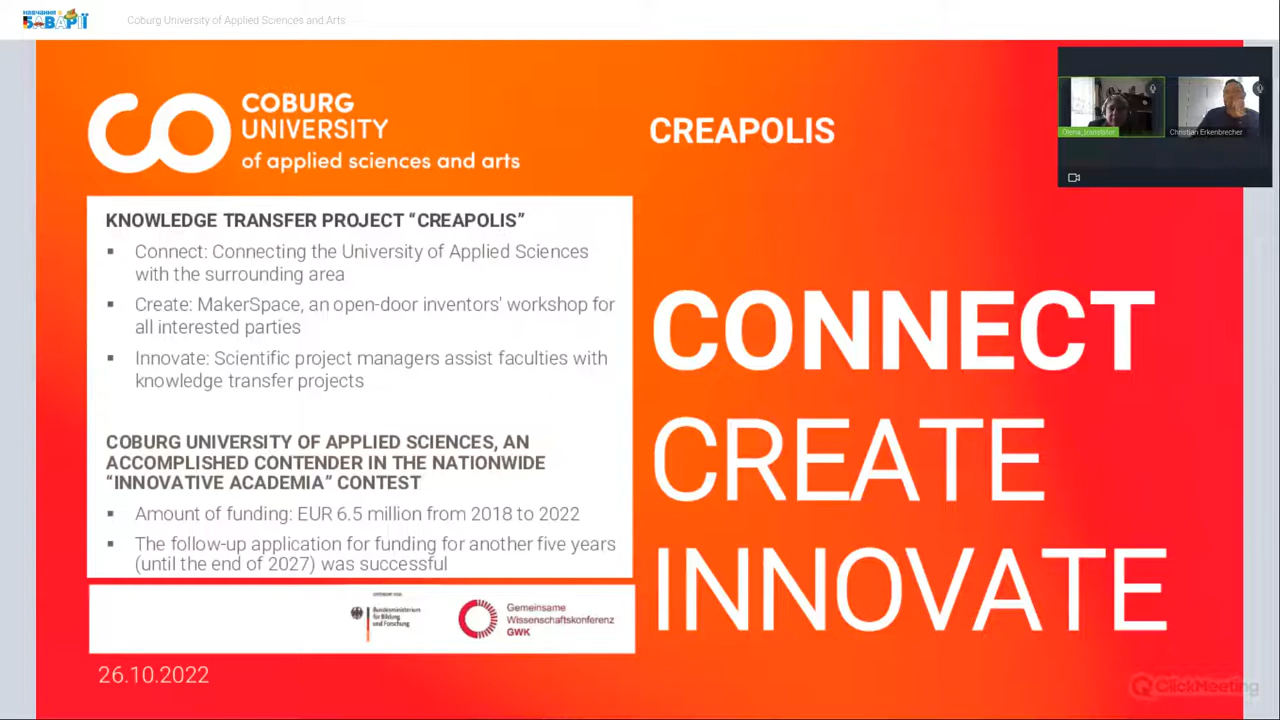 навчання в
БАВАРІЇ
Coburg University of Applied Sciences and Arts
COBURG
UNIVERSITY
of applied sciences and arts
CREAPOLIS
Olena_translator
Christian Erkenbrecher
KNOWLEDGE TRANSFER PROJECT “CREAPOLIS”
▪ Connect: Connecting the University of Applied Sciences
with the surrounding area
▪ Create: MakerSpace, an open-door inventors' workshop for
all interested parties
▪ Innovate: Scientific project managers assist faculties with
knowledge transfer projects
COBURG UNIVERSITY OF APPLIED SCIENCES, AN
ACCOMPLISHED CONTENDER IN THE NATIONWIDE
“INNOVATIVE ACADEMIA” CONTEST
▪ Amount of funding: EUR 6.5 million from 2018 to 2022
▪ The follow-up application for funding for another five years
(until the end of 2027) was successful
CONNECT
CREATE
INNOVATE
Bundesministerium
für Bildung
und Forschung
Gemeinsame
Wissenschaftskonferenz
GWK
26.10.2022
ClickMeeting